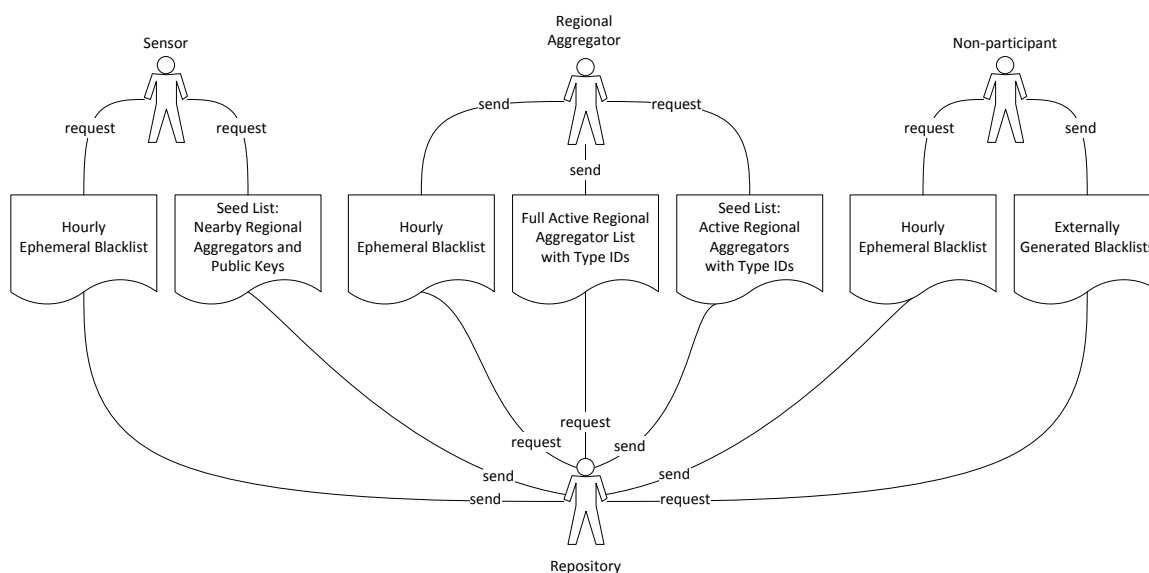 Sensor
Regional
Aggregator
Non-participant
request
request
send
send
request
request
send
Hourly
Ephemeral Blacklist
Seed List:
Nearby Regional
Aggregators and
Public Keys
Hourly
Ephemeral Blacklist
Full Active Regional
Aggregator List
with Type IDs
Seed List:
Active Regional
Aggregators
with Type IDs
Hourly
Ephemeral Blacklist
Externally
Generated Blacklists
send
send
request
request
send
send
request
Repository